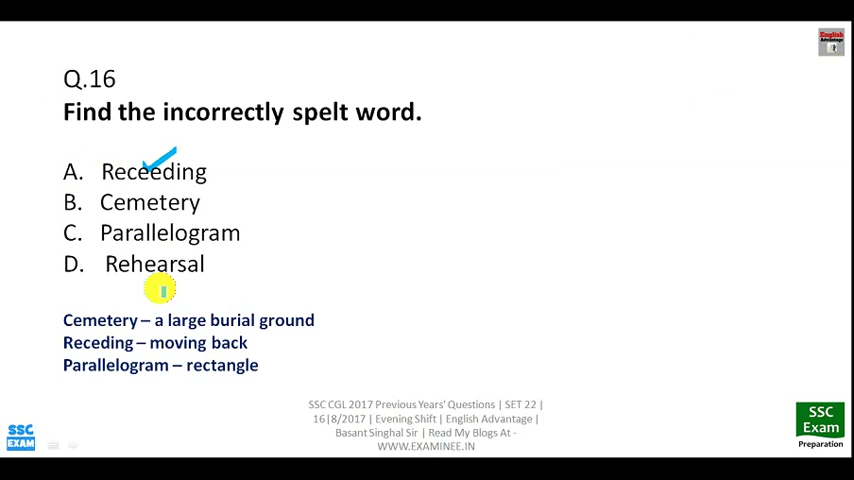 English
Advantage
Q.16
Find the incorrectly spelt word.
A. Receeding
B. Cemetery
C. Parallelogram
D. Rehearsal
Cemetery – a large burial ground
Receding – moving back
Parallelogram – rectangle
SSC CGL 2017 Previous Years' Questions | SET 22 |
16|8/2017 | Evening Shift | English Advantage |
Basant Singhal Sir | Read My Blogs At -
WWW.EXAMINEE.IN
SSC
EXAM
SSC
Exam
Preparation